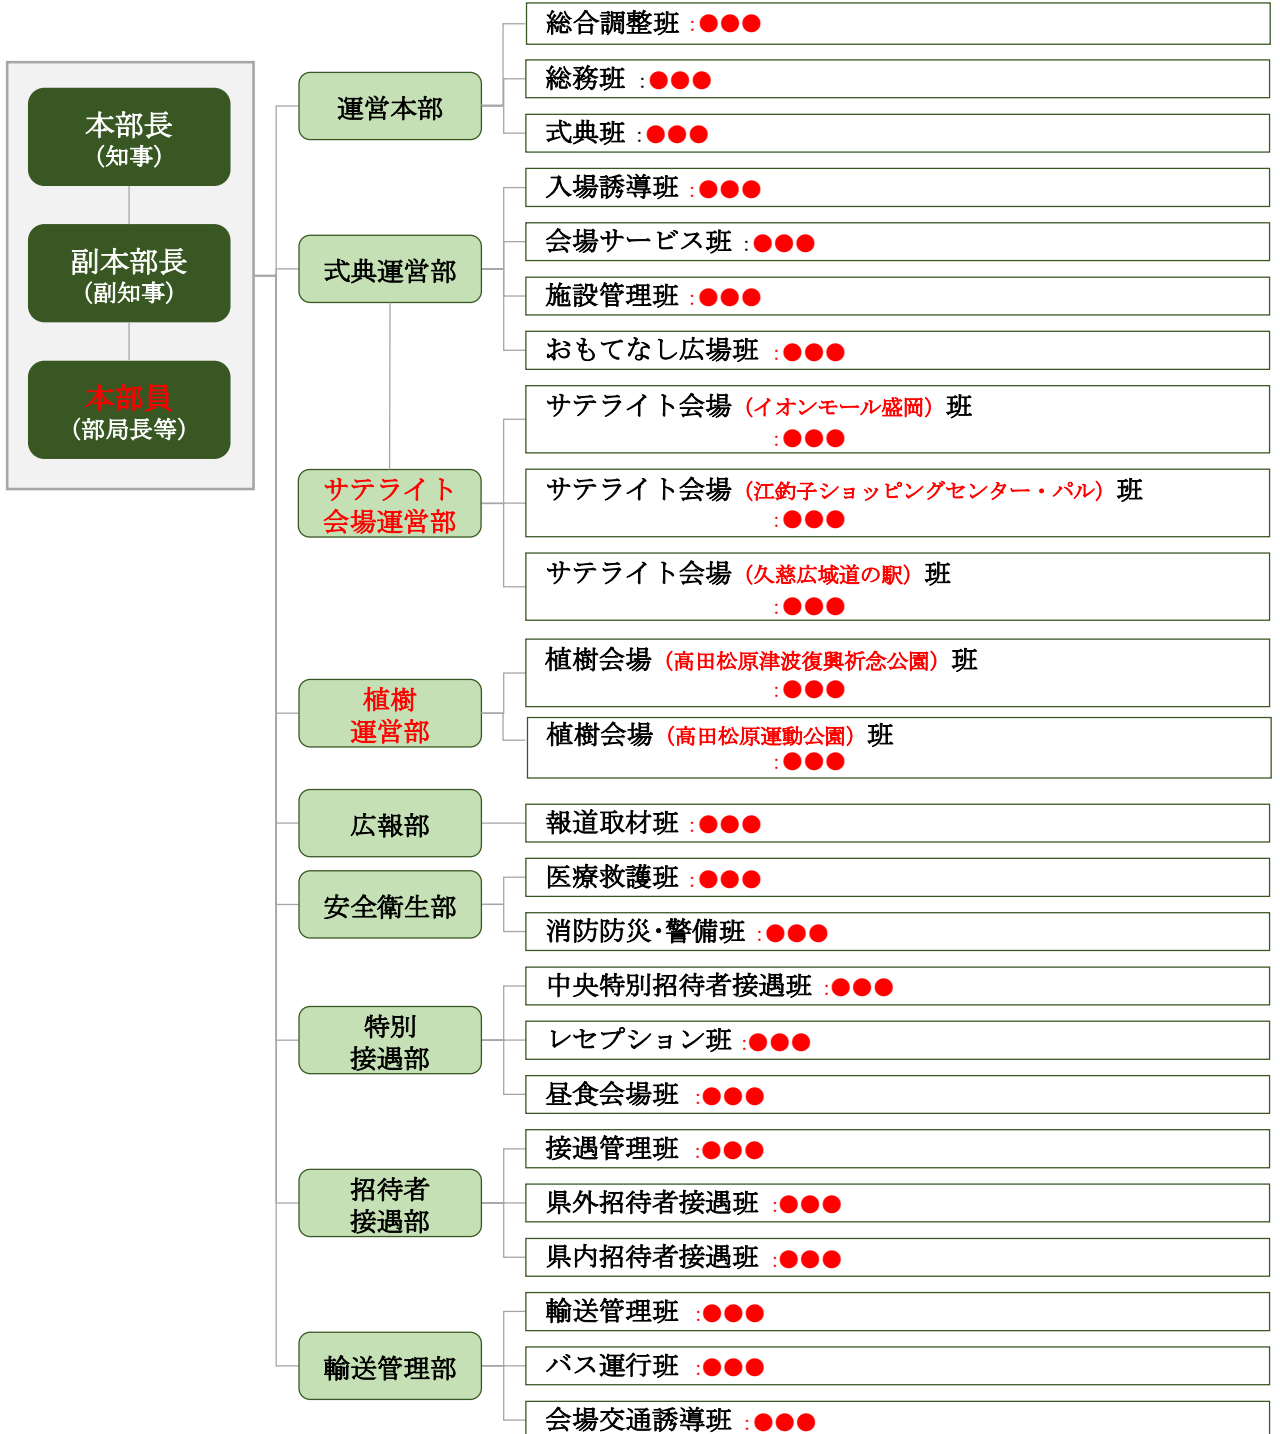 本部長
（知事）
副本部長
（副知事）
本部員
（部局長等）
運営本部
総合調整班：●●●
総務班：●●●
式典班：●●●
式典運営部
入場誘導班：●●●
会場サービス班：●●●
施設管理班：●●●
おもてなし広場班：●●●
サテライト
会場運営部
サテライト会場（イオンモール盛岡）班
：●●●
サテライト会場（江釣子ショッピングセンター・パル）班
：●●●
サテライト会場（久慈広域道の駅）班
：●●●
植樹
運営部
植樹会場（高田松原津波復興祈念公園）班
：●●●
植樹会場（高田松原運動公園）班
：●●●
広報部
報道取材班：●●●
安全衛生部
医療救護班：●●●
消防防災・警備班：●●●
特別
接遇部
中央特別招待者接遇班：●●●
レセプション班：●●●
昼食会場班：●●●
招待者
接遇部
接遇管理班：●●●
県外招待者接遇班：●●●
県内招待者接遇班：●●●
輸送管理部
輸送管理班：●●●
バス運行班：●●●
会場交通誘導班：●●●